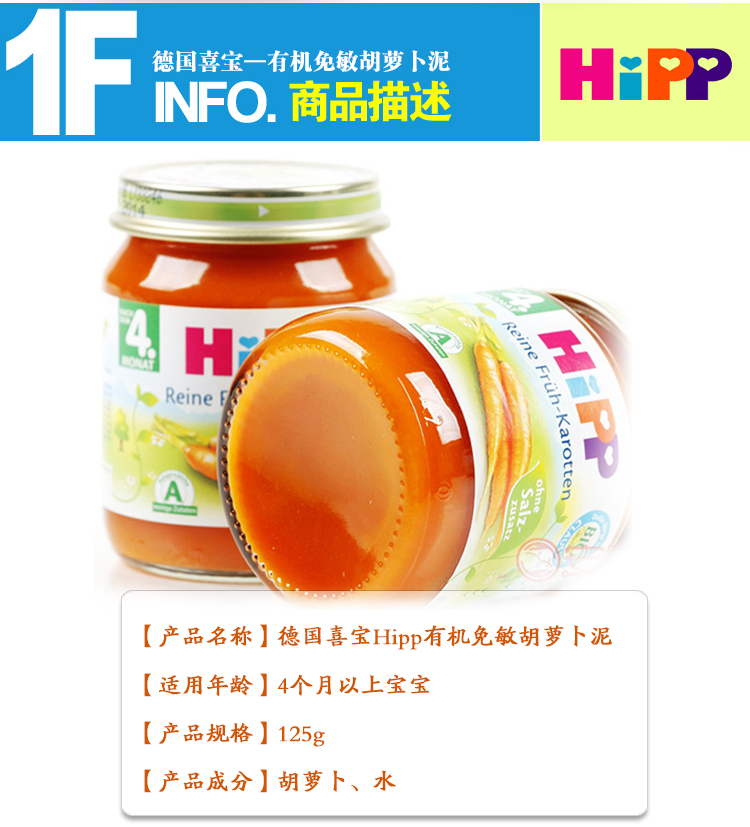 1F
德国喜宝—有机免敏胡萝卜泥
INFO. 商品描述
HiPP
4.
MONAT
HiPP
Reine F
A
4.
MONAT
HiPP
Reine Früh-Karotten
A
ohne
Salz-
zusatz
BIO
【产品名称】德国喜宝Hipp有机免敏胡萝卜泥
【适用年龄】4个月以上宝宝
【产品规格】125g
【产品成分】胡萝卜、水